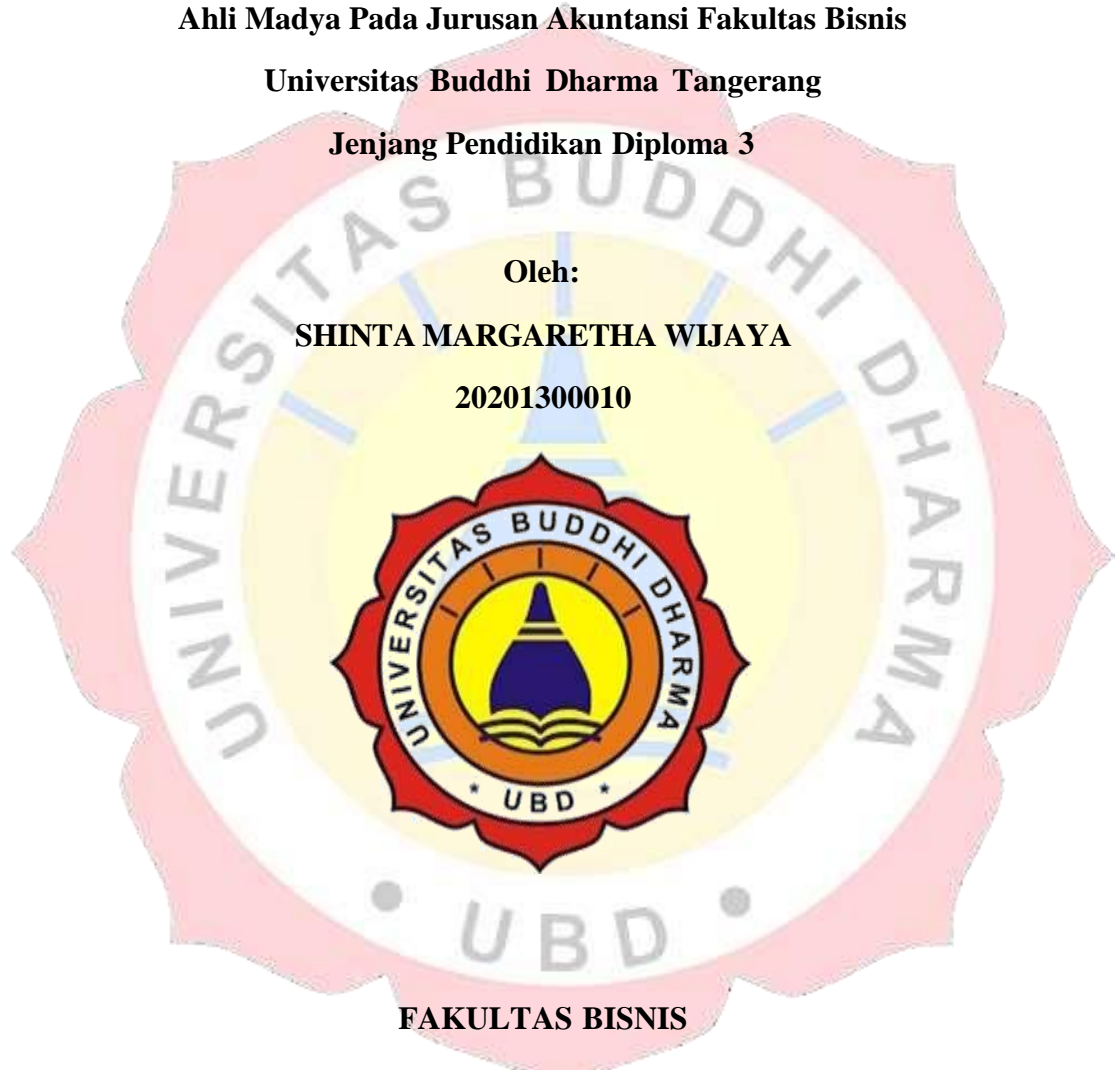 Ahli Madya Pada Jurusan Akuntansi Fakultas Bisnis
Universitas Buddhi Dharma Tangerang
Jenjang Pendidikan Diploma 3
UNIVERSITAS BUDDHI DHARMA
Oleh:
SHINTA MARGARETHA WIJAYA
20201300010
UNIVERSITAS BUDDHI DHARMA
* UBD *
• UBD •
FAKULTAS BISNIS